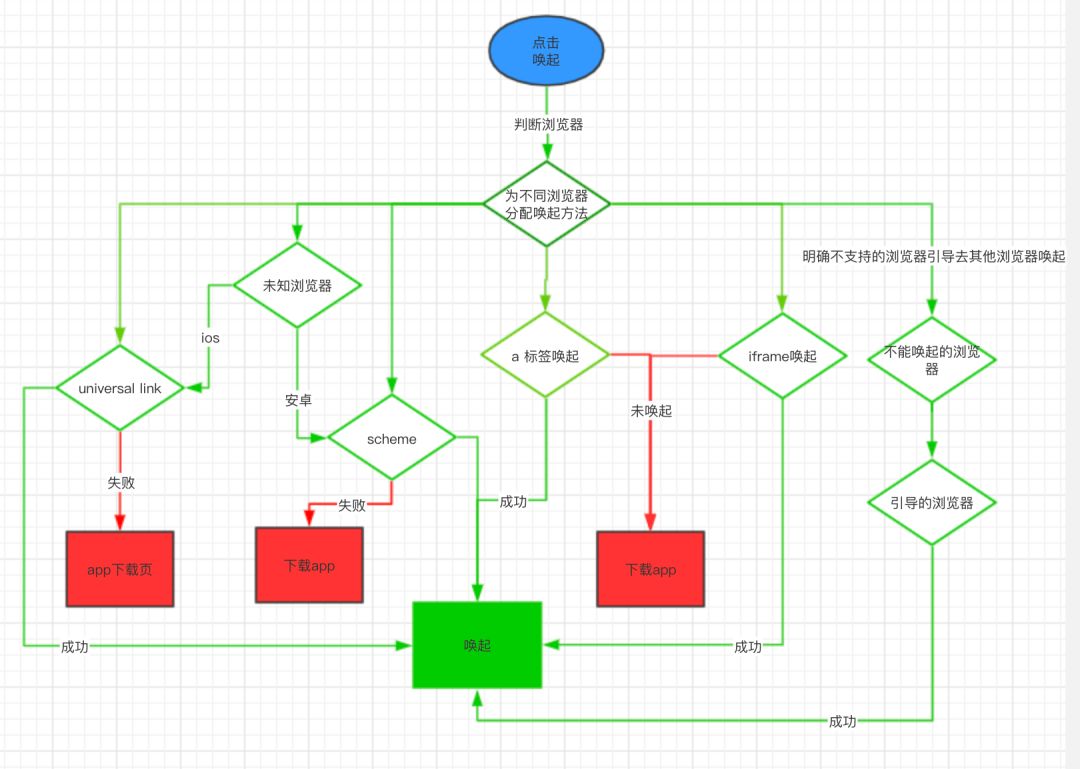 点击
唤起
判断浏览器
为不同浏览器
分配唤起方法
明确不支持的浏览器引导去其他浏览器唤起
未知浏览器
ios
universal link
安卓
scheme
a 标签唤起
iframe唤起
不能唤起的浏览
器
未唤起
失败
失败
成功
引导的浏览器
app下载页
下载app
下载app
唤起
成功
成功
成功